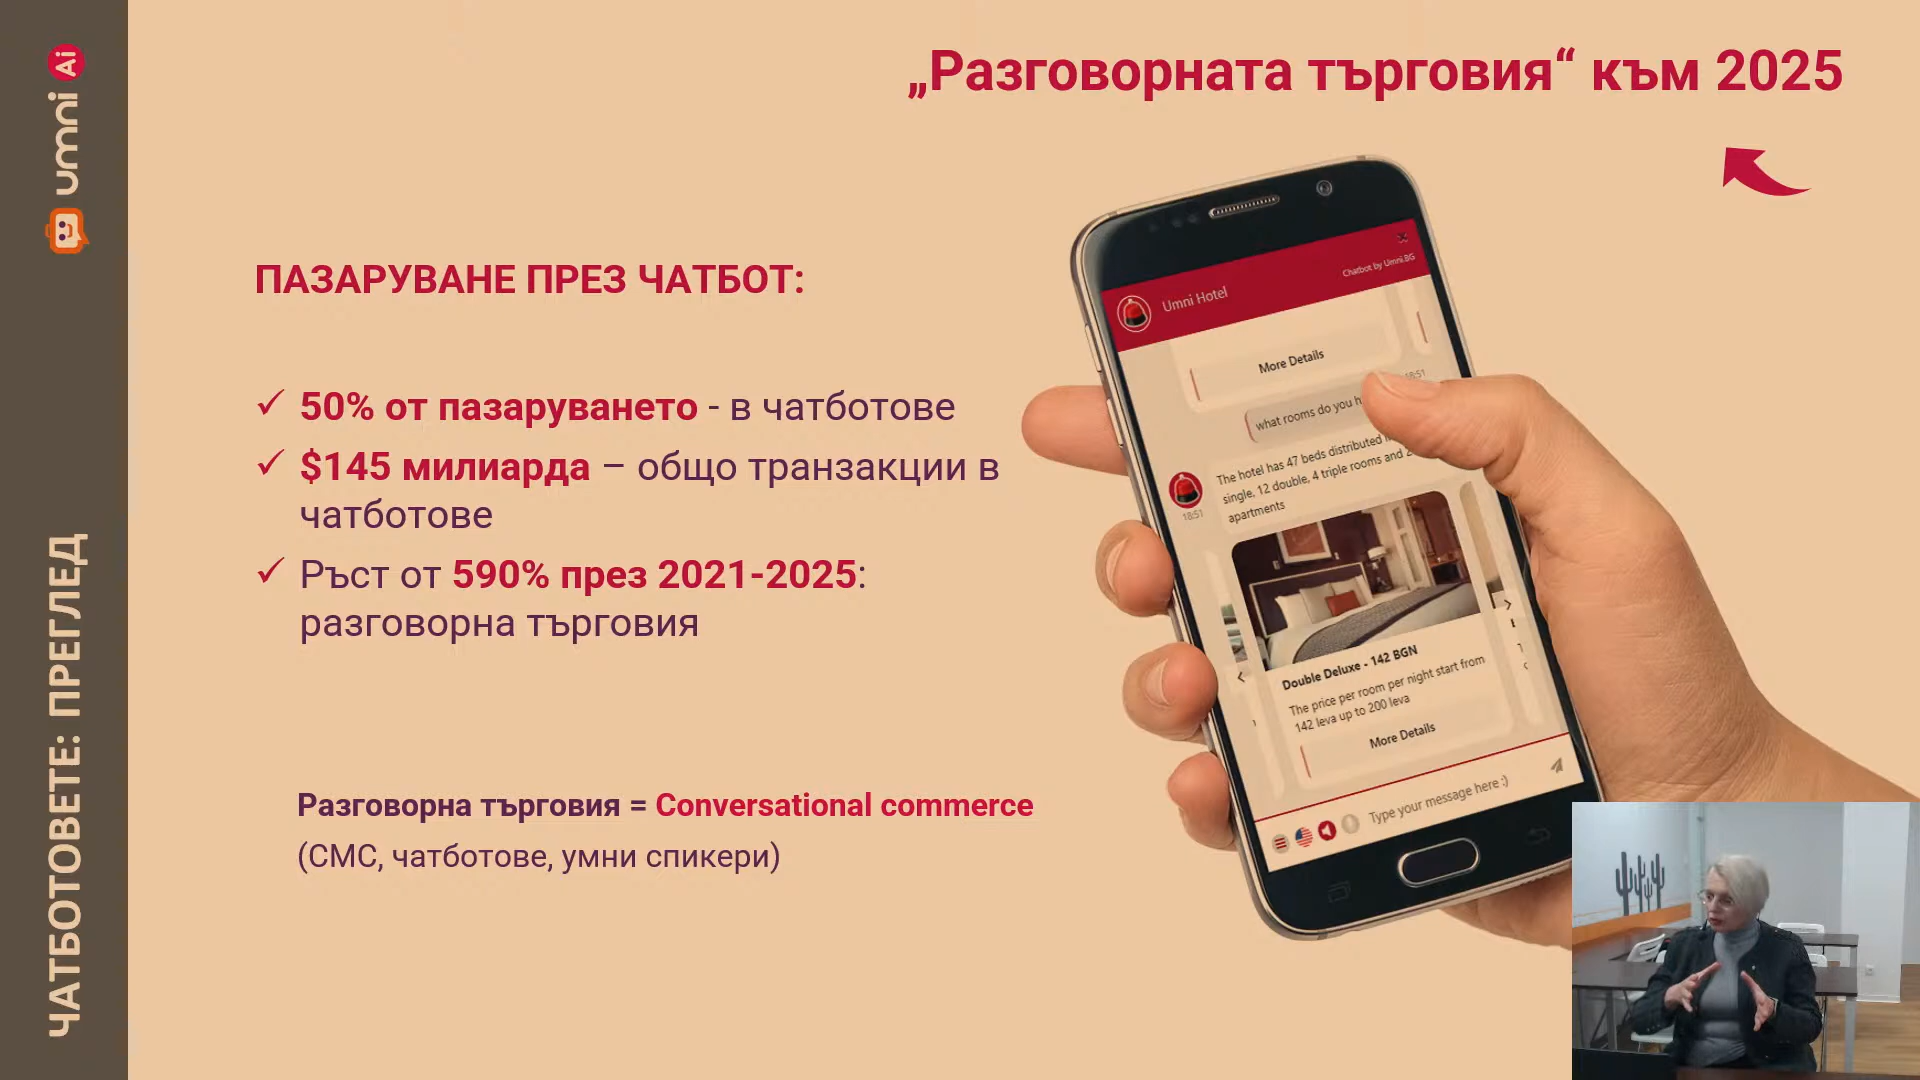 „Разговорната търговия“ към 2025
umni Ai
ЧАТБОТОВЕТЕ: ПРЕГЛЕД
ПАЗАРУВАНЕ ПРЕЗ ЧАТБОТ:
50% от пазаруването - в чатботове
$145 милиарда – общо транзакции в
чатботове
Ръст от 590% през 2021-2025:
разговорна търговия
Разговорна търговия = Conversational commerce
(СМС, чатботове, умни спикери)
Chatbot by Umni.BG
Umni Hotel
More Details
18:51
what rooms do you
The hotel has 47 beds distributed
single, 12 double, 4 triple rooms and
apartments
18:51
Double Deluxe - 142 BGN
The price per room per night start from
142 leva up to 200 leva
More Details
Type your message here :)